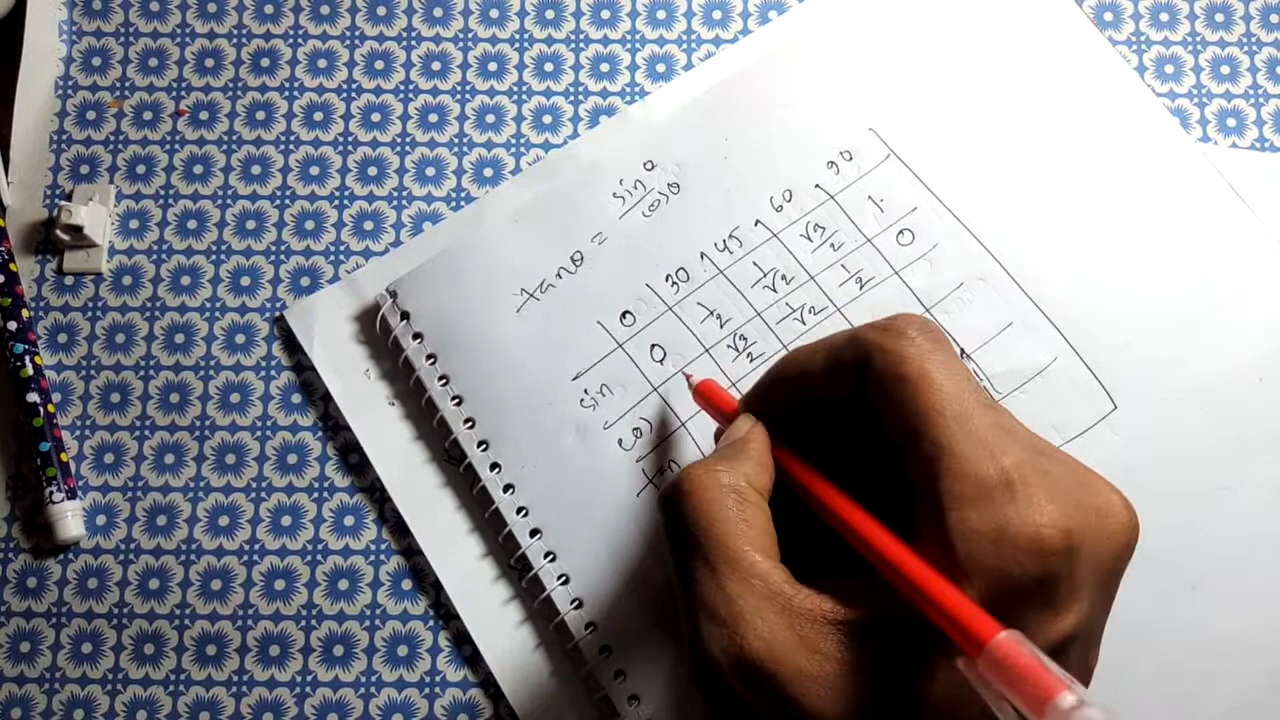 tanθ = sinθ/cosθ
0 30 45 60 90
sin 0 1/2 1/√2 √3/2 1
cos √3/2 1/√2 1/2 0
tan